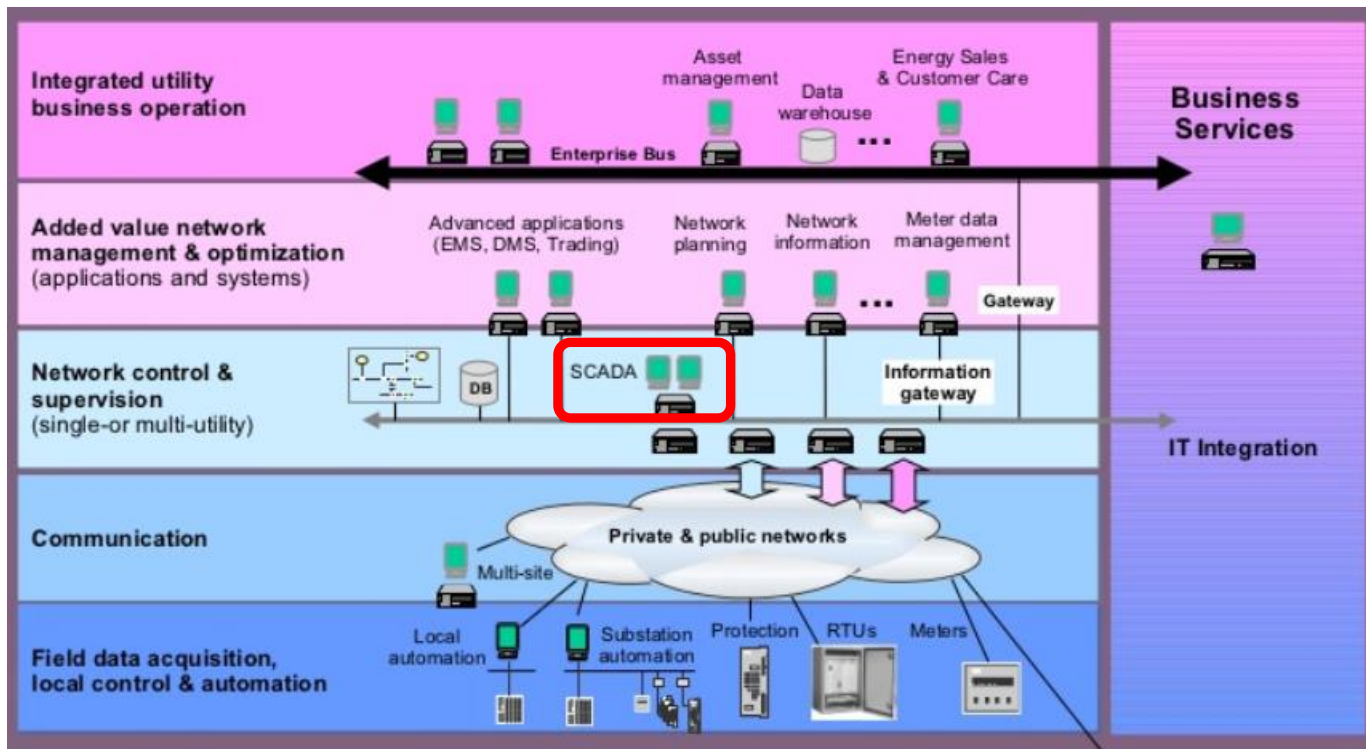 Integrated utility
business operation
Asset
management
Data
warehouse
Energy Sales
& Customer Care
Enterprise Bus
Business
Services
Added value network
management & optimization
(applications and systems)
Advanced applications
(EMS, DMS, Trading)
Network
planning
Network
information
Meter data
management
Gateway
Network control &
supervision
(single-or multi-utility)
DB
SCADA
Information
gateway
IT Integration
Communication
Private & public networks
Multi-site
Field data acquisition,
local control & automation
Local
automation
Substation
automation
Protection
RTUs
Meters